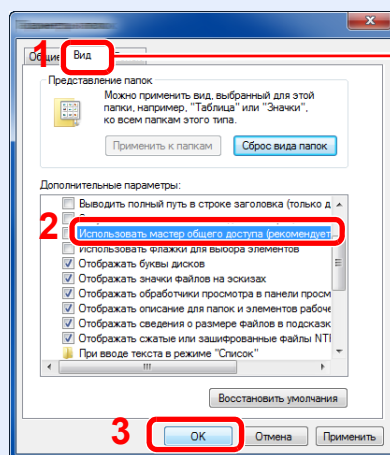 1
Общие Вид
Представление папок
Можно применить вид, выбранный для этой
папки, например, "Таблица" или "Значки",
ко всем папкам этого типа.
Применить к папкам Сброс вида папок
Дополнительные параметры:
Выводить полный путь в строке заголовка (только д
2
Использовать мастер общего доступа (рекомендует
Использовать флажки для выбора элементов
Отображать буквы дисков
Отображать значки файлов на эскизах
Отображать обработчики просмотра в панели просм
Отображать описание для папок и элементов рабоче
Отображать сведения о размере файлов в подсказк
Отображать сжатые или зашифрованные файлы NTI
При вводе текста в режиме "Список"
Восстановить умолчания
3
ОК Отмена Применить